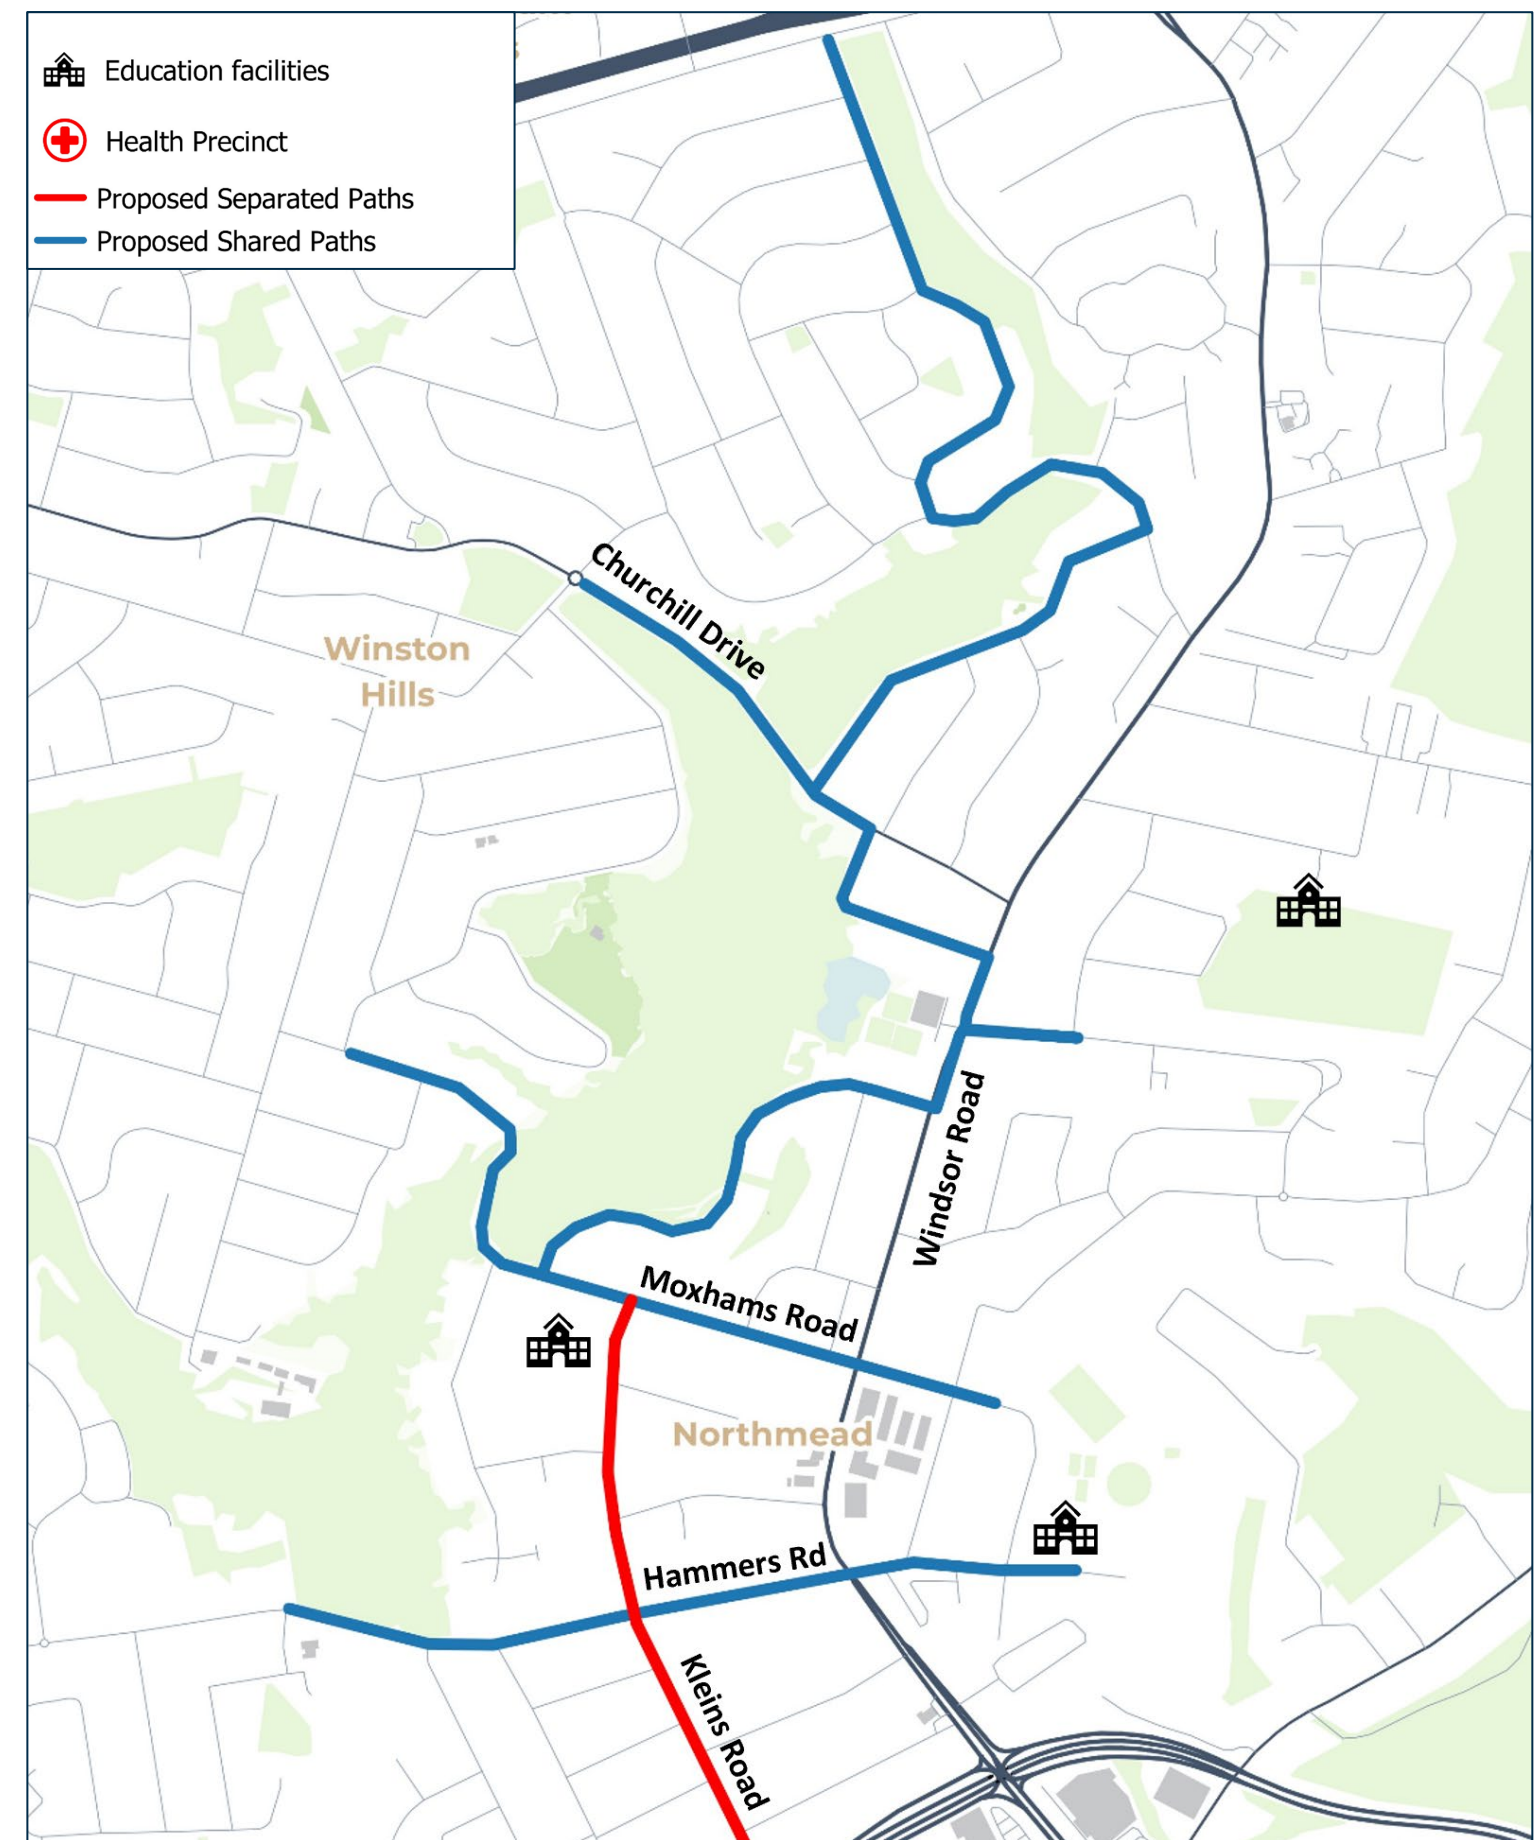 Education facilities
Health Precinct
Proposed Separated Paths
Proposed Shared Paths
Churchill Drive
Winston
Hills
Windsor Road
Moxhams Road
Northmead
Hammers Rd
Kleins Road